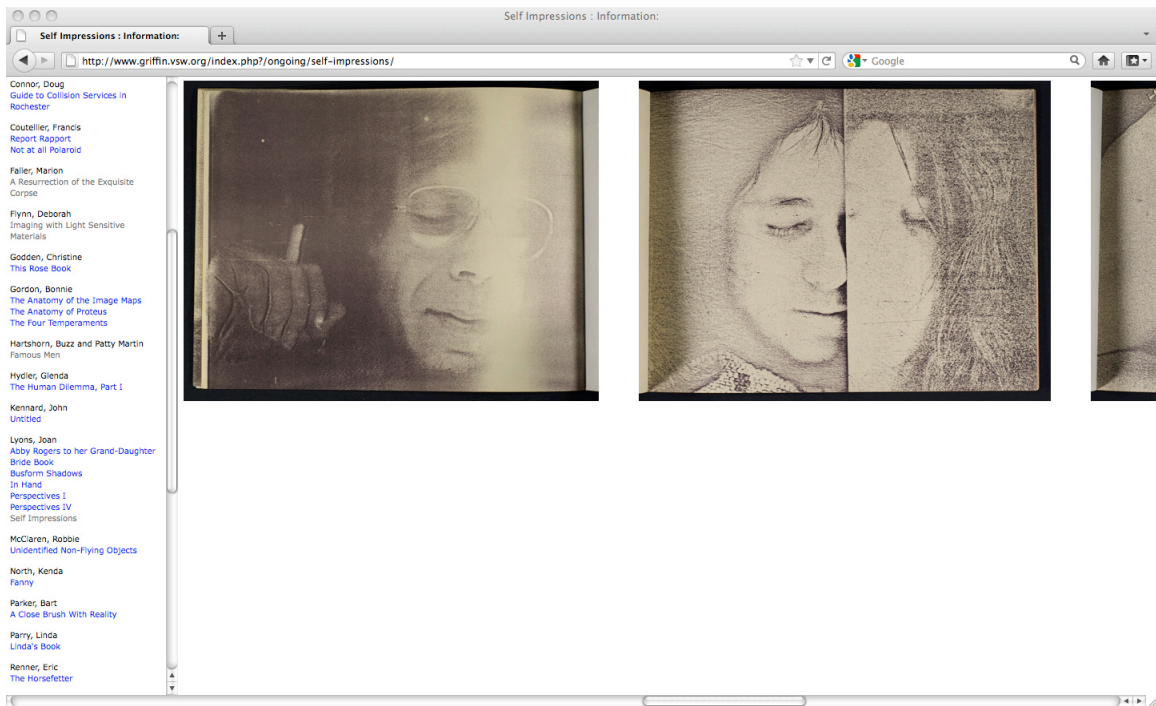 Self Impressions : Information:
Self Impressions : Information:
http://www.griffin.vsw.org/index.php?/ongoing/self-impressions/
Google
Connor, Doug
Guide to Collision Services in
Rochester
Coutellier, Francis
Report Rapport
Not at all Polaroid
Faller, Marion
A Resurrection of the Exquisite
Corpse
Flynn, Deborah
Imaging with Light Sensitive
Materials
Godden, Christine
This Rose Book
Gordon, Bonnie
The Anatomy of the Image Maps
The Anatomy of Proteus
The Four Temperaments
Hartshorn, Buzz and Patty Martin
Famous Men
Hydler, Glenda
The Human Dilemma, Part I
Kennard, John
Untitled
Lyons, Joan
Abby Rogers to her Grand-Daughter
Bride Book
Busform Shadows
In Hand
Perspectives I
Perspectives IV
Self Impressions
McClaren, Robbie
Unidentified Non-Flying Objects
North, Kenda
Fanny
Parker, Bart
A Close Brush With Reality
Parry, Linda
Linda's Book
Renner, Eric
The Horsefetter